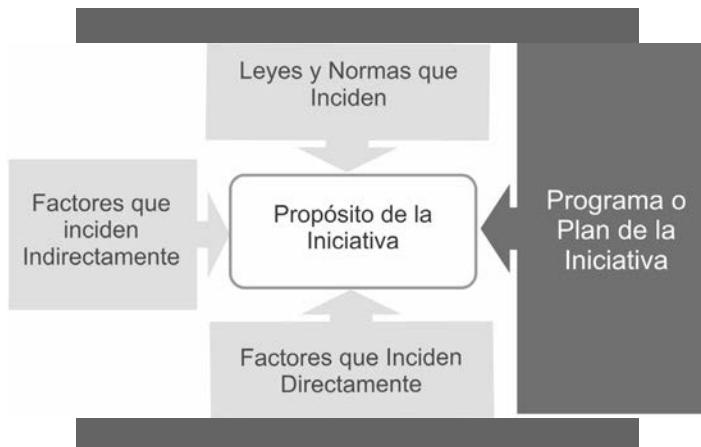 Leyes y Normas que
Inciden
Factores que
inciden
Indirectamente
Propósito de la
Iniciativa
Programa o
Plan de la
Iniciativa
Factores que Inciden
Directamente